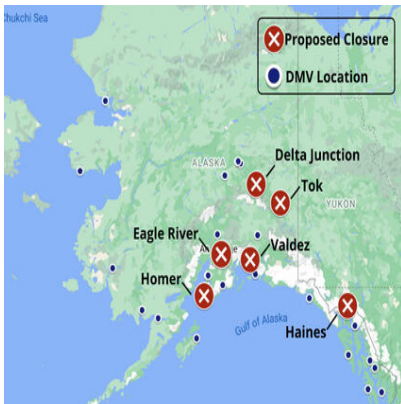 Chukchi Sea
Proposed Closure
DMV Location
ALASKA
Delta Junction
Tok
YUKON
Eagle River
Valdez
Homer
Gulf of Alaska
Haines